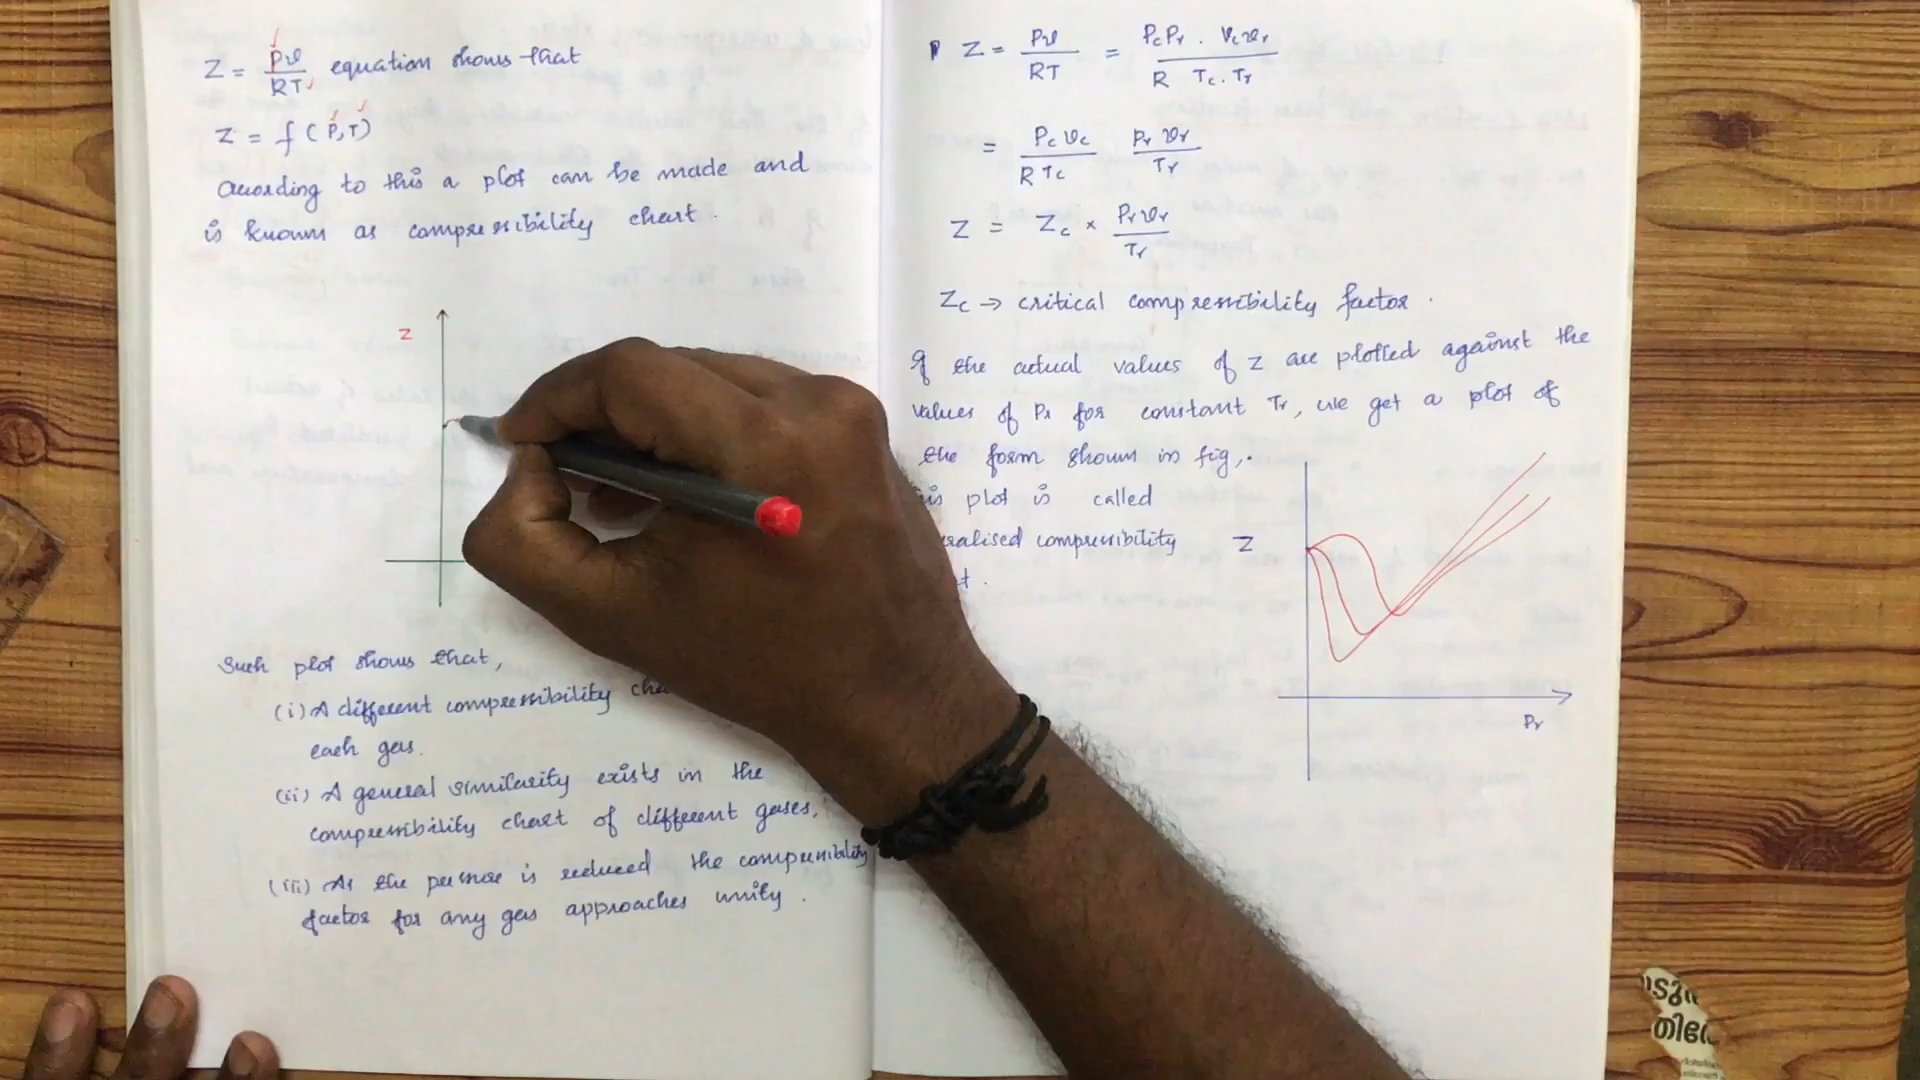 Z = Pv/RT equation shows that
Z = f(P,T)
According to this a plot can be made and
is known as compressibility chart.
Z
Such plot shows that,
(i) A different compressibility
each gas.
(ii) A general similarity exists in the
compressibility chart of different gases,
(iii) As the pressure is reduced the compressibility
factor for any gas approaches unity.
Z = Pv/RT = PcPr . vcvr / R Tc.Tr
= Pcvc/RTc Prvr/Tr
Z = Zc × Prvr/Tr
Zc → critical compressibility factor.
If the actual values of Z are plotted against the
values of Pr for constant Tr, we get a plot of
the form shown in fig,.
plot is called
compressibility
Z
Pr